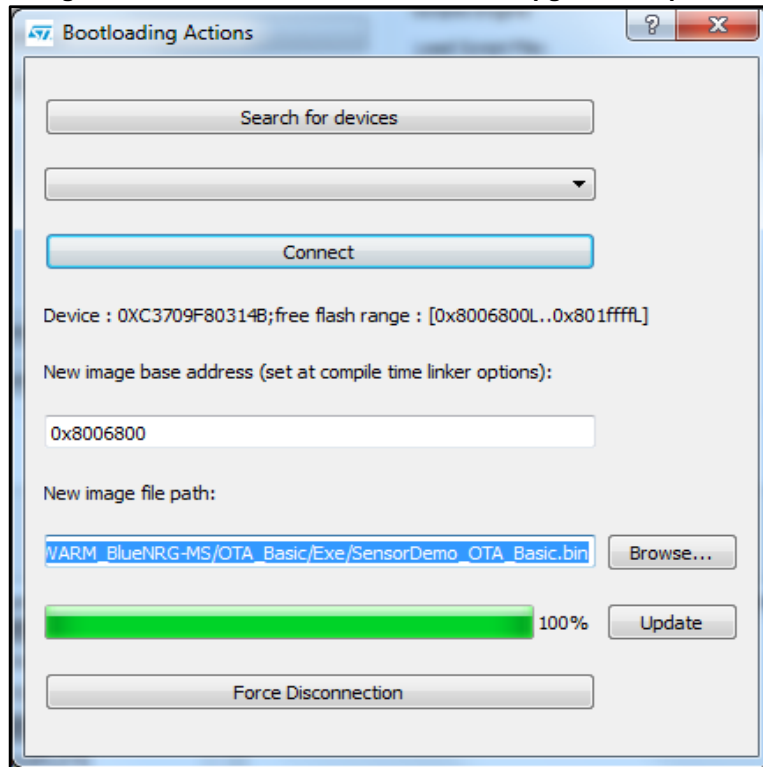 Bootloading Actions
Search for devices
Connect
Device : 0XC3709F80314B;free flash range : [0x8006800L..0x801ffffL]
New image base address (set at compile time linker options):
0x8006800
New image file path:
WARM_BlueNRG-MS/OTA_Basic/Exe/SensorDemo_OTA_Basic.bin Browse...
100% Update
Force Disconnection